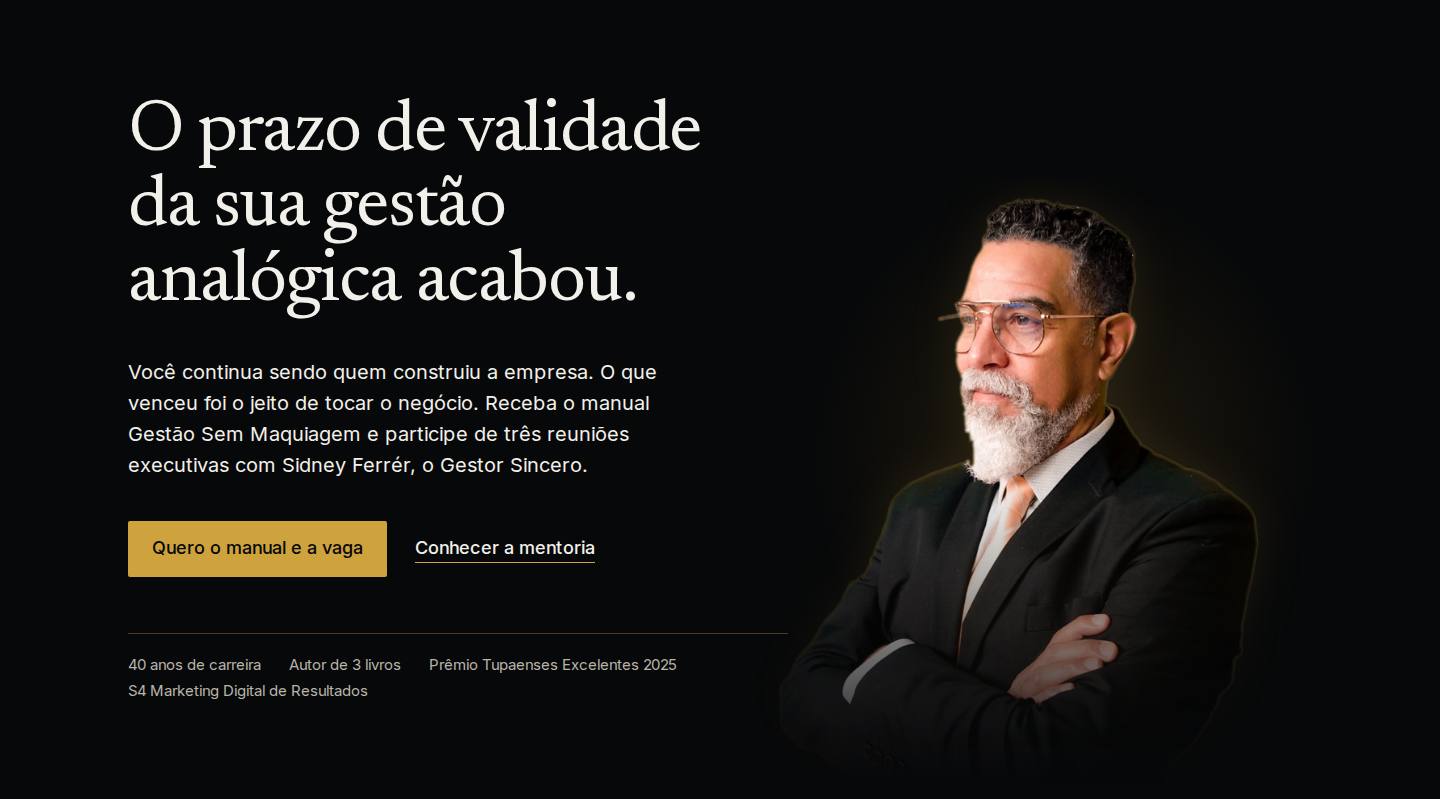 O prazo de validade
da sua gestão
analógica acabou.
Você continua sendo quem construiu a empresa. O que
venceu foi o jeito de tocar o negócio. Receba o manual
Gestão Sem Maquiagem e participe de três reuniões
executivas com Sidney Ferrér, o Gestor Sincero.
Quero o manual e a vaga
Conhecer a mentoria
40 anos de carreira
Autor de 3 livros
Prêmio Tupaenses Excelentes 2025
S4 Marketing Digital de Resultados